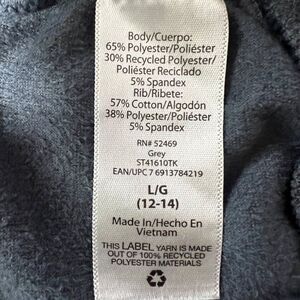 Body/Cuerpo:
65% Polyester/Poliéster
30% Recycled Polyester/
Poliéster Reciclado
5% Spandex
Rib/Ribete:
57% Cotton/Algodón
38% Polyester/Poliéster
5% Spandex
RN# 52469
Grey
ST41610TK
EAN/UPC 7 6913784219
L/G
(12-14)
Made In/Hecho En
Vietnam
THIS LABEL YARN IS MADE
OUT OF 100% RECYCLED
POLYESTER MATERIALS